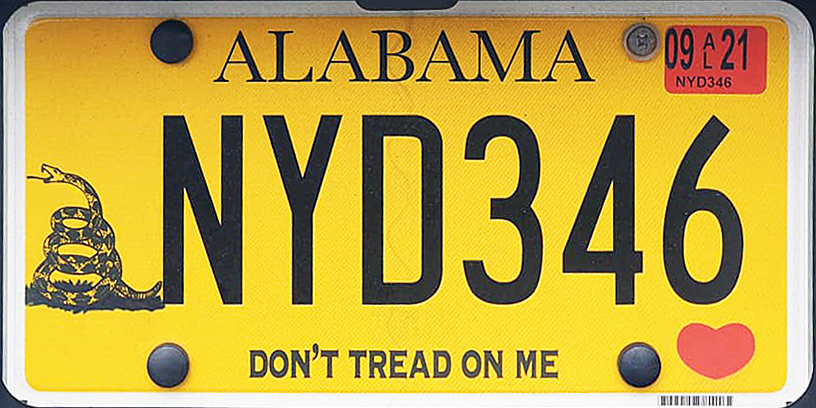 ALABAMA
09 AL 21
NYD346
NYD346
DON'T TREAD ON ME